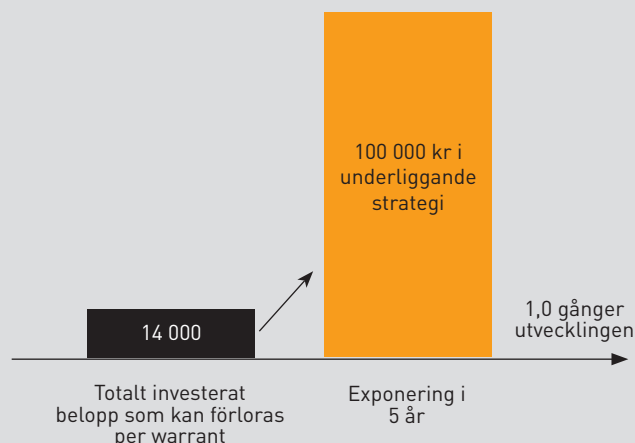 100 000 kr i
underliggande
strategi
14 000
1,0 gånger
utvecklingen
Totalt investerat
belopp som kan förloras
per warrant
Exponering i
5 år